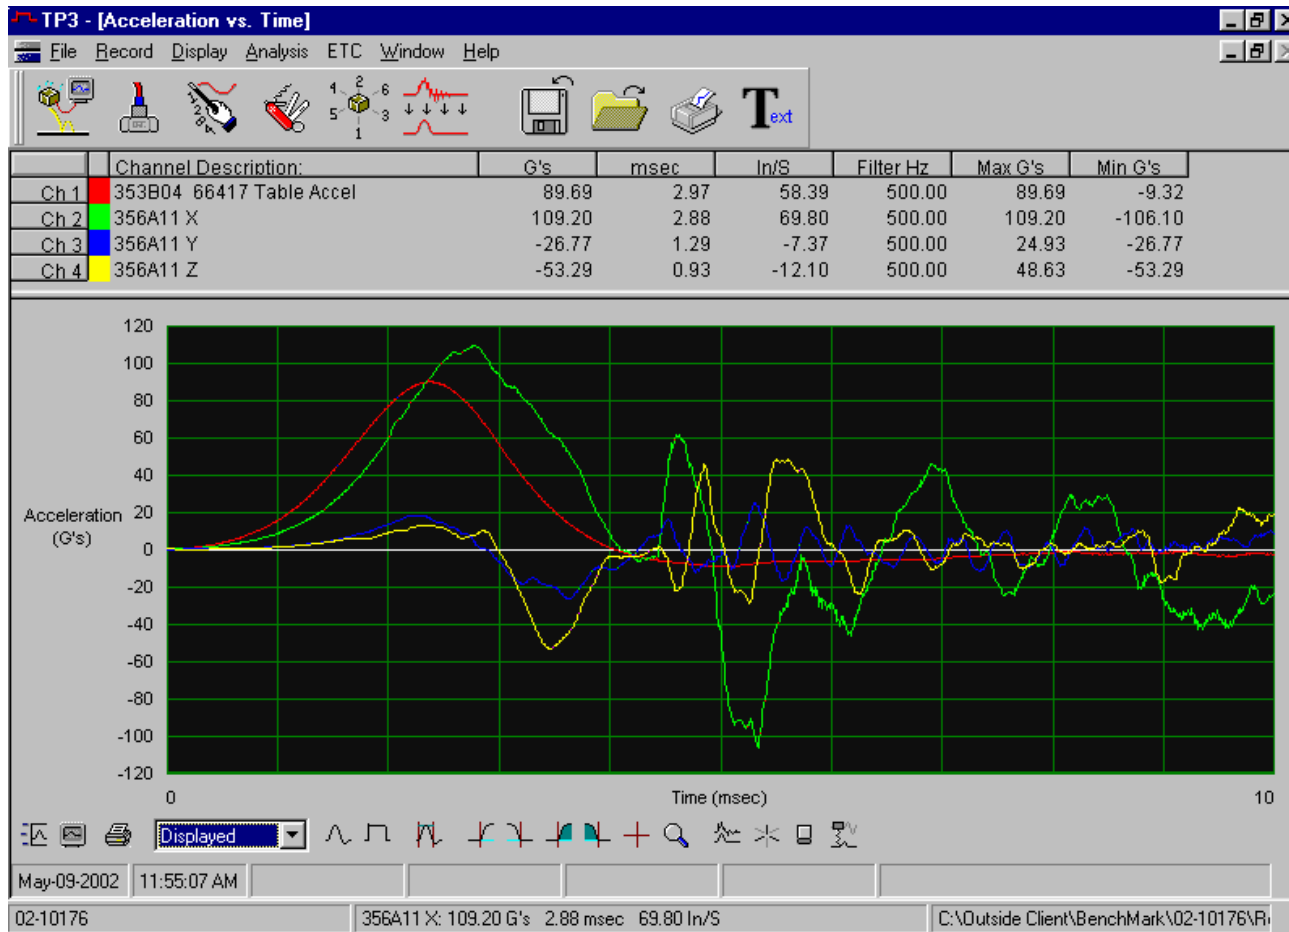 TP3 - [Acceleration vs. Time]
File Record Display Analysis ETC Window Help
4 2 6
5 3
1
Text
Channel Description: G's msec In/S Filter Hz Max G's Min G's
Ch 1 353B04 66417 Table Accel 89.69 2.97 58.39 500.00 89.69 -9.32
Ch 2 356A11 X 109.20 2.88 69.80 500.00 109.20 -106.10
Ch 3 356A11 Y -26.77 1.29 -7.37 500.00 24.93 -26.77
Ch 4 356A11 Z -53.29 0.93 -12.10 500.00 48.63 -53.29
120
100
80
60
40
Acceleration 20
(G's)
0
-20
-40
-60
-80
-100
-120
0 Time (msec) 10
Displayed
May-09-2002 11:55:07 AM
02-10176 356A11 X: 109.20 G's 2.88 msec 69.80 In/S C:\Outside Client\BenchMark\02-10176\R